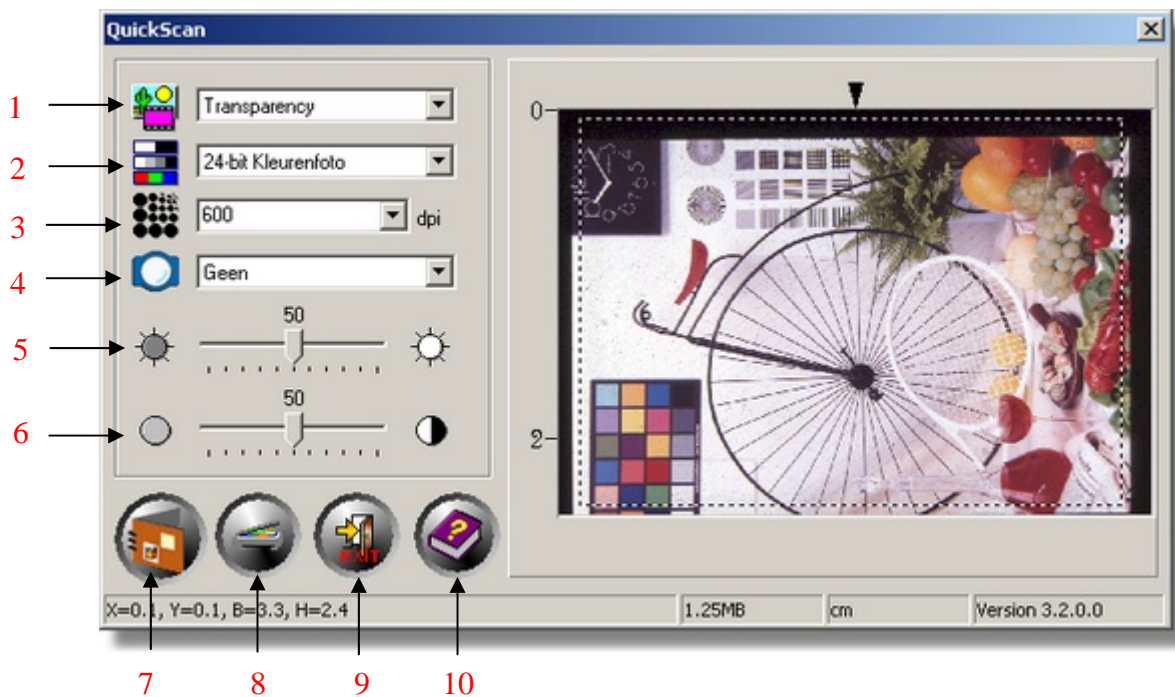 QuickScan
1 Transparency
2 24-bit Kleurenfoto
3 600 dpi
4 Geen
50
5
50
6
0
2
EXIT
?
X=0.1, Y=0.1, B=3.3, H=2.4 1.25MB cm Version 3.2.0.0
7 8 9 10